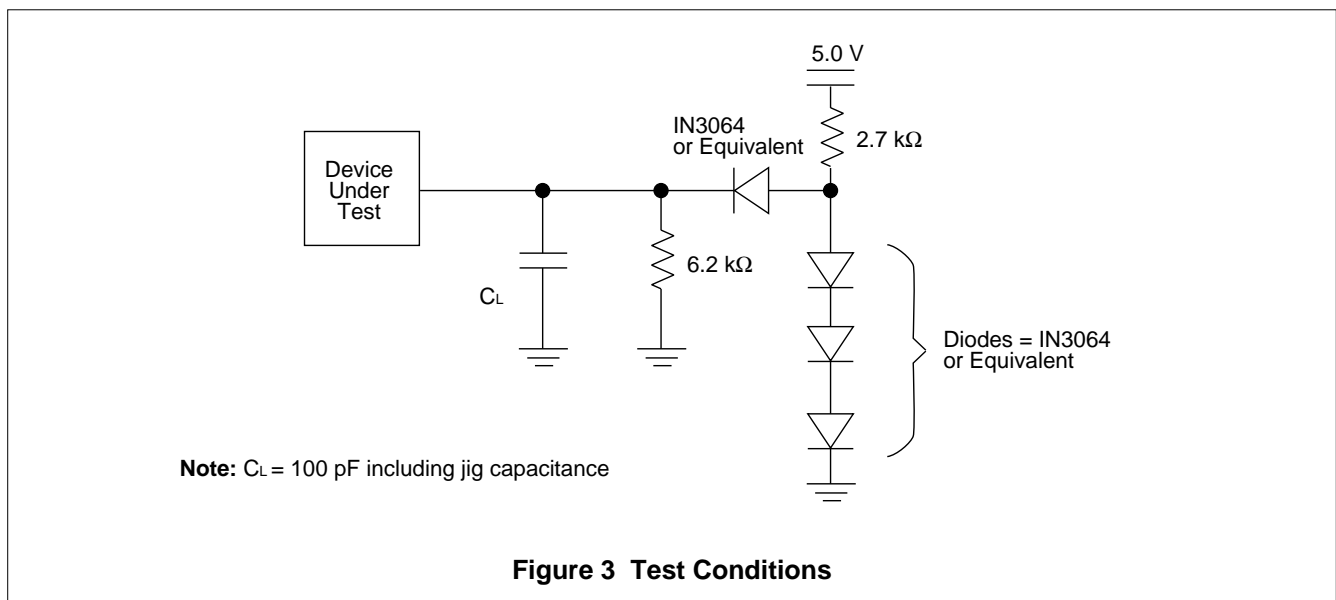 5.0 V
IN3064
or Equivalent
2.7 kΩ
Device
Under
Test
6.2 kΩ
CL
Diodes = IN3064
or Equivalent
Note: CL = 100 pF including jig capacitance
Figure 3 Test Conditions